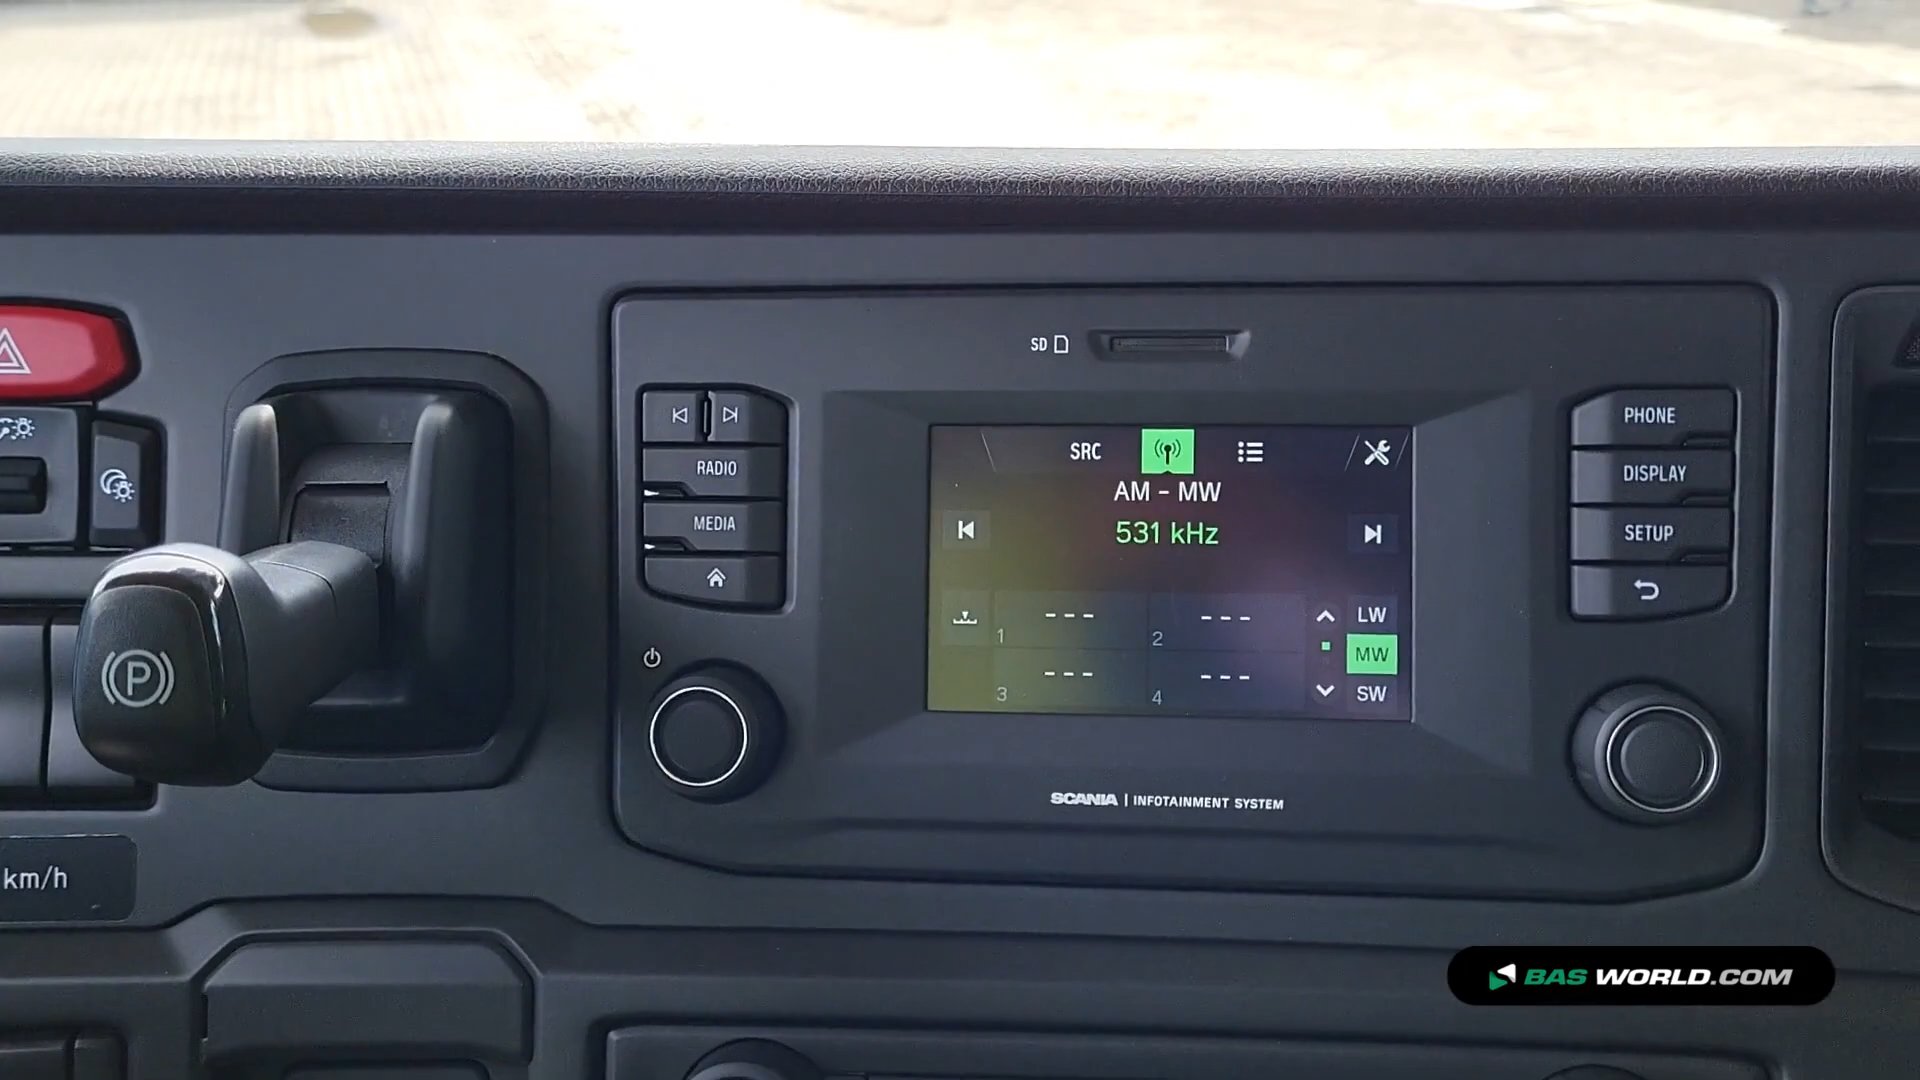 SD
RADIO
MEDIA
PHONE
DISPLAY
SETUP
SRC
AM - MW
531 kHz
1 ---
2 ---
3 ---
4 ---
LW
MW
SW
SCANIA | INFOTAINMENT SYSTEM
P
km/h
BAS WORLD.COM